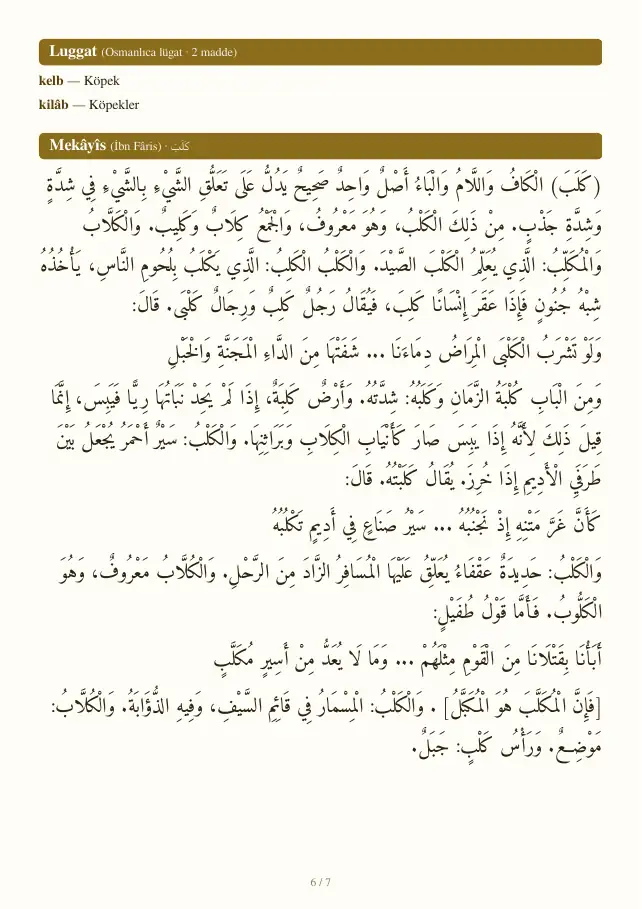 Luggat (Osmanlıca lügat · 2 madde)
kelb — Köpek
kilâb — Köpekler
Mekâyîs (İbn Fâris) · كَلَبَ
(كَلَبَ) الْكَافُ وَاللَّامُ وَالْبَاءُ أَصْلٌ وَاحِدٌ صَحِيحٌ يَدُلُّ عَلَى تَعَلُّقِ الشَّيْءِ بِالشَّيْءِ فِي شِدَّةٍ
وَشِدَّةِ جَذْبٍ. مِنْ ذَلِكَ الْكَلْبُ، وَهُوَ مَعْرُوفُ، وَالْجَمْعُ كِلَابٌ وَكَلِيبٌ. وَالْكَلَّابُ
وَالْمُكَلِّبُ: الَّذِي يُعَلِّمُ الْكَلْبَ الصَّيْدَ. وَالْكَلْبُ الْكَلِبُ: الَّذِي يَكْلَبُ بِلُحُومِ النَّاسِ، يَأْخُذُهُ
شِبْهُ جُنُونٍ فَإِذَا عَقَرَ إِنْسَانًا كَلِبَ، فَيُقَالُ رَجُلٌ كَلِبٌ وَرِجَالٌ كَلْبَى. قَالَ:
وَلَوْ تَشْرَبُ الْكَلْبَى الْمِرَاضُ دِمَاءَنَا ... شَفَتْهَا مِنَ الدَّاءِ الْمَجَنَّةِ وَالْخَبْلِ
وَمِنَ الْبَابِ كُلْبَةُ الزَّمَانِ وَكَلَبُهُ: شِدَّتُهُ. وَأَرْضٌ كَلِبَةٌ، إِذَا لَمْ يَجِدْ نَبَاتُهَا رِيًّا فَيَبِسَ، إِنَّمَا
قِيلَ ذَلِكَ لِأَنَّهُ إِذَا يَبِسَ صَارَ كَأَنْيَابِ الْكِلَابِ وَبَرَاثِنِهَا. وَالْكَلْبُ: سَيْرٌ أَحْمَرُ يُجْعَلُ بَيْنَ
طَرَفَيِ الْأَدِيمِ إِذَا خُرِزَ. يُقَالُ كَلَبْتُهُ. قَالَ:
كَأَنَّ غَرَّ مَتْنِهِ إِذْ نَجْنُبُهُ ... سَيْرُ صَنَاعٍ فِي أَدِيمٍ تَكْلُبُهُ
وَالْكَلْبُ: حَدِيدَةٌ عَقْفَاءُ يُعَلِّقُ عَلَيْهَا الْمُسَافِرُ الزَّادَ مِنَ الرَّحْلِ. وَالْكُلَّابُ مَعْرُوفٌ، وَهُوَ
الْكَلُّوبُ. فَأَمَّا قَوْلُ طُفَيْلٍ:
أَبَأْنَا بِقَتْلَانَا مِنَ الْقَوْمِ مِثْلَهُمْ ... وَمَا لَا يُعَدُّ مِنْ أَسِيرٍ مُكَلَّبٍ
[فَإِنَّ الْمُكَلَّبَ هُوَ الْمُكَبَّلُ] . وَالْكَلْبُ: الْمِسْمَارُ فِي قَائِمِ السَّيْفِ، وَفِيهِ الذُّؤَابَةُ. وَالْكُلَابُ:
مَوْضِعٌ. وَرَأْسُ كَلْبٍ: جَبَلٌ.
6 / 7